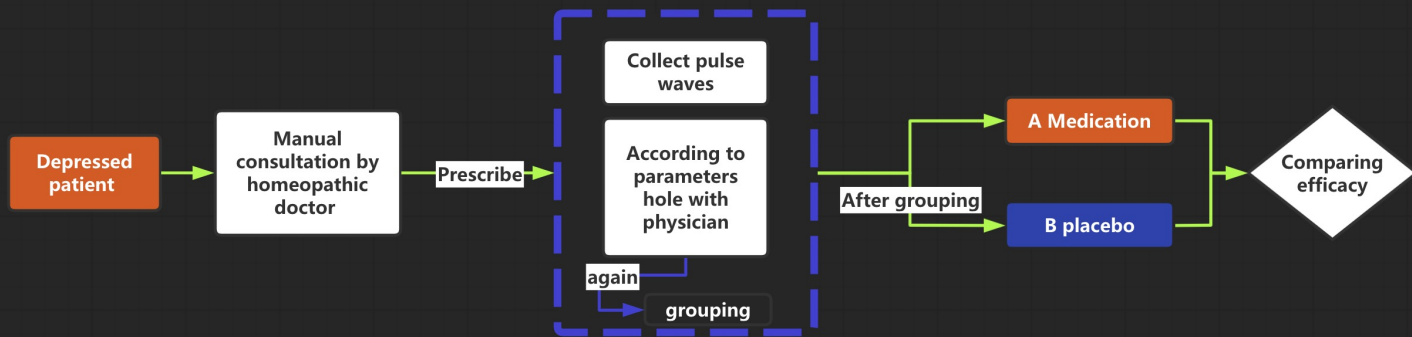 Depressed
patient
Manual
consultation by
homeopathic
doctor
Prescribe
Collect pulse
waves
According to
parameters
hole with
physician
again
grouping
After grouping
A Medication
B placebo
Comparing
efficacy